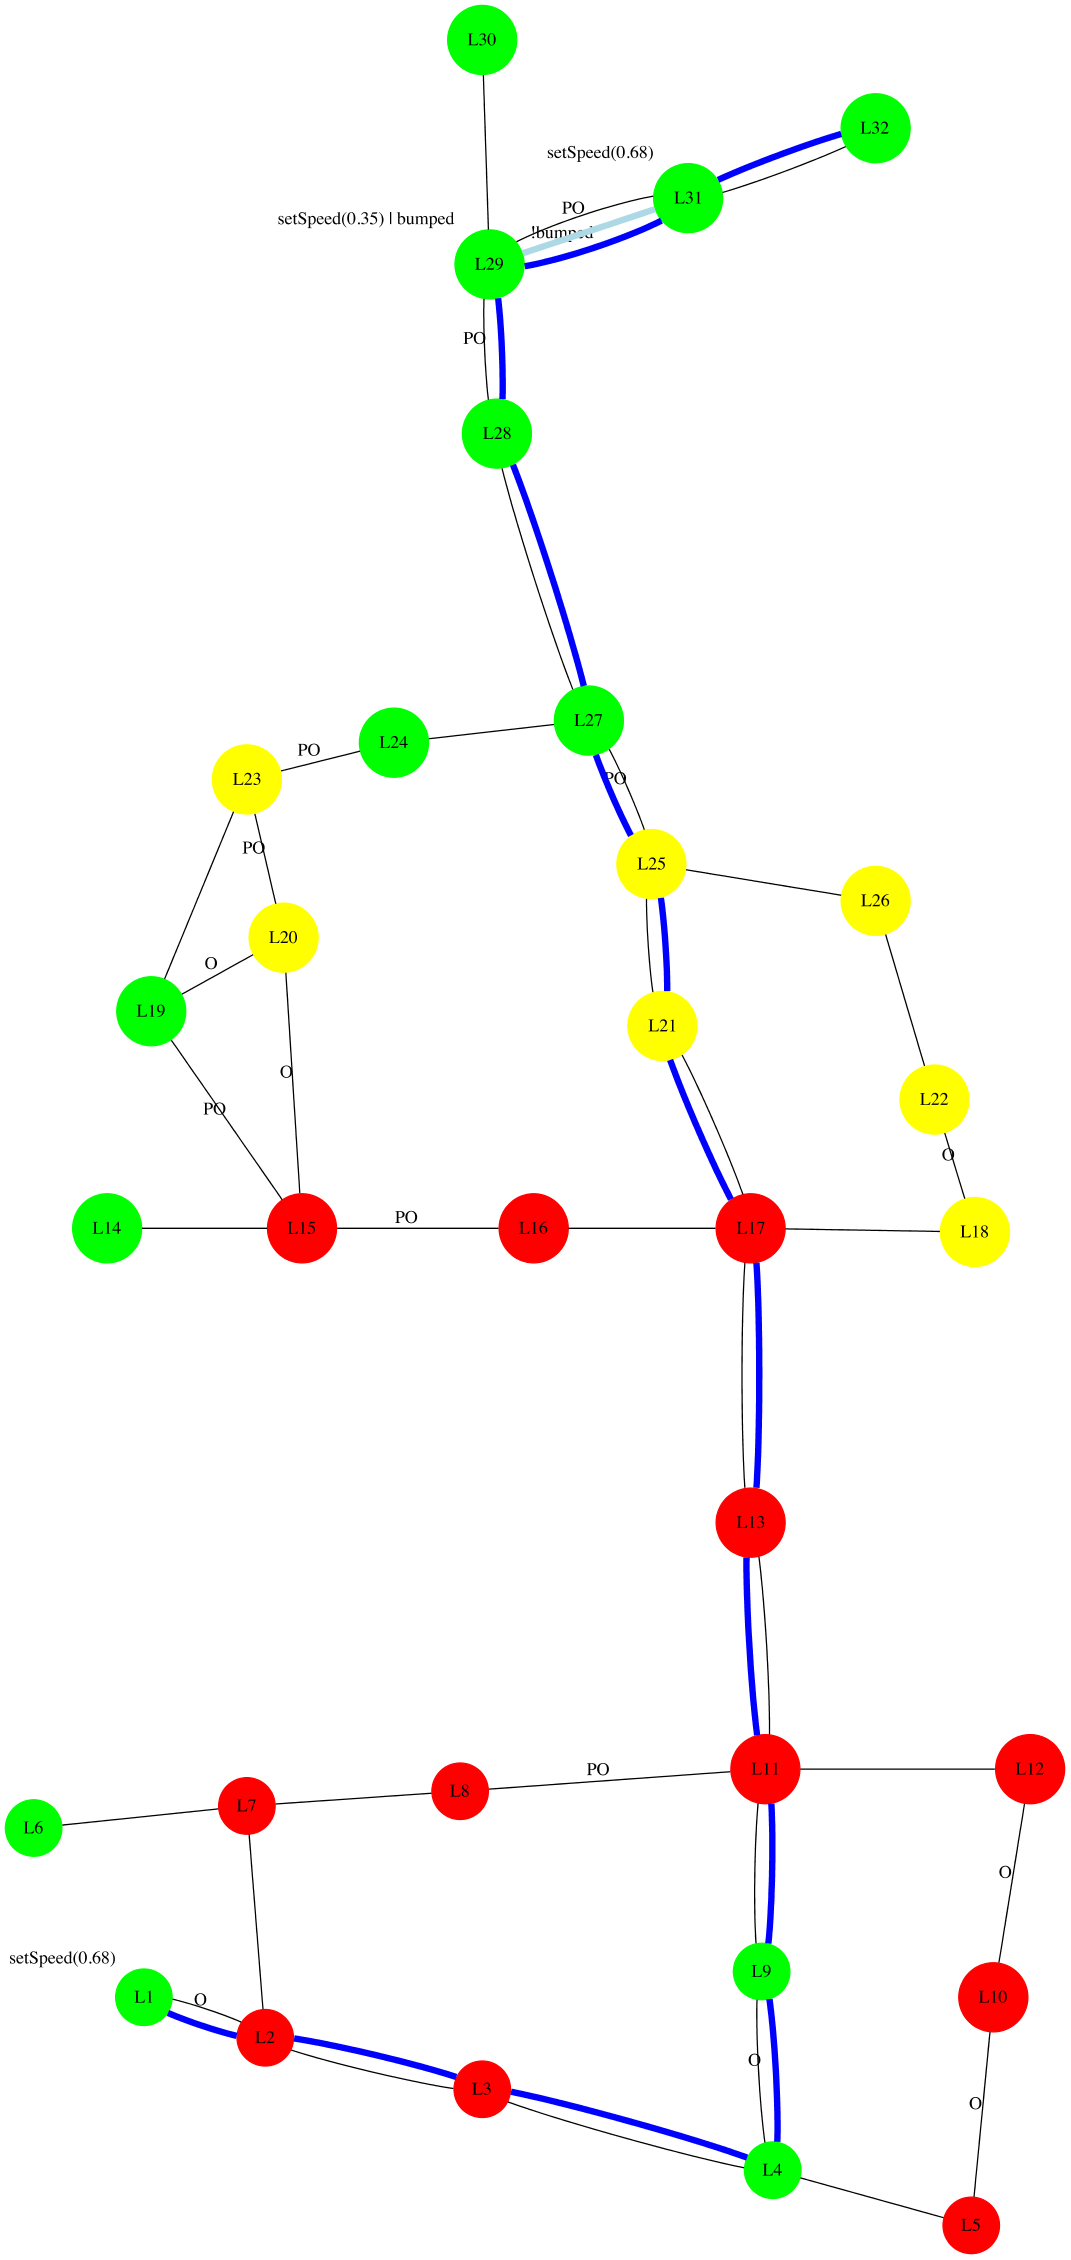 L30
L32
setSpeed(0.68)
L31
PO
setSpeed(0.35) | bumped
!bumped
L29
PO
L28
L27
L24
PO
L23
PO
PO
L25
L26
L20
O
L19
L21
O
L22
PO
O
L14
L15
PO
L16
L17
L18
L13
L11
L12
PO
L8
L7
L6
O
setSpeed(0.68)
L9
L1
O
L10
L2
O
L3
O
L4
L5